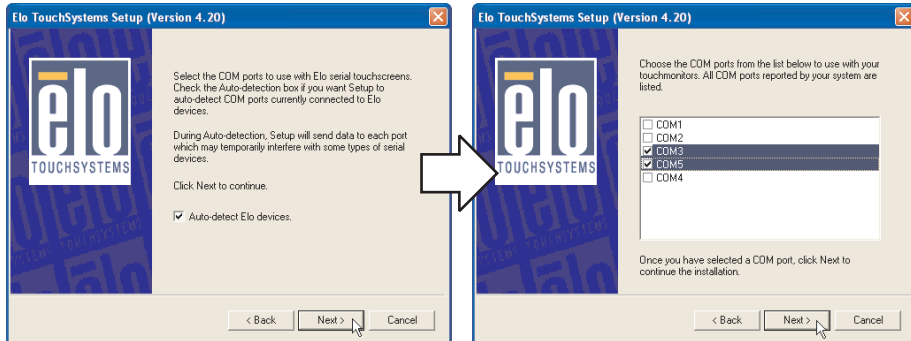 Elo TouchSystems Setup (Version 4.20)
elo
TOUCHSYSTEMS
Select the COM ports to use with Elo serial touchscreens.
Check the Auto-detection box if you want Setup to
auto-detect COM ports currently connected to Elo
devices.
During Auto-detection, Setup will send data to each port
which may temporarily interfere with some types of serial
devices.
Click Next to continue.
Auto-detect Elo devices.
< Back
Next >
Cancel
Elo TouchSystems Setup (Version 4.20)
elo
TOUCHSYSTEMS
Choose the COM ports from the list below to use with your
touchmonitors. All COM ports reported by your system are
listed.
COM1
COM2
COM3
COM5
COM4
Once you have selected a COM port, click Next to
continue the installation.
< Back
Next >
Cancel